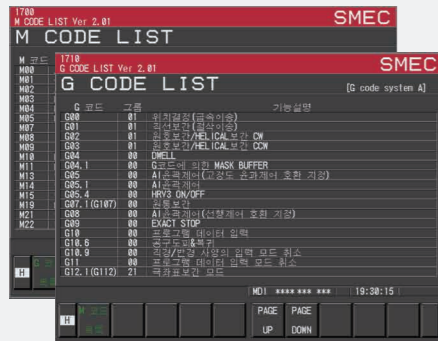 1700
M CODE LIST Ver 2.01
SMEC
M CODE LIST
M 코드
M00
M01
M02
M03
M04
M05
M07
M08
M09
M10
M11
M13
M14
M15
M19
M21
M22
H
1710
G CODE LIST Ver 2.01
SMEC
G CODE LIST
[G code system A]
G 코드 그룹 기능설명
G00 01 위치결정(급속이송)
G01 01 직선보간(절삭이송)
G02 01 원호보간/HELICAL보간 CW
G03 01 원호보간/HELICAL보간 CCW
G04 00 DWELL
G04.1 00 G코드에 의한 MASK BUFFER
G05 00 AI윤곽제어(고정도 윤곽제어 호환 지정)
G05.1 00 AI윤곽제어
G05.4 00 HRV3 ON/OFF
G07.1(G107) 00 원통보간
G08 00 AI윤곽제어(선행제어 호환 지정)
G09 00 EXACT STOP
G10 00 프로그램 데이터 입력
G10.6 00 공구도피&복귀
G10.9 00 직경/반경 사양의 입력 모드 취소
G11 00 프로그램 데이터 입력 모드 취소
G12.1(G112) 21 극좌표보간 모드
MDI **** *** *** 19:30:15
H M 코드 PAGE UP PAGE DOWN